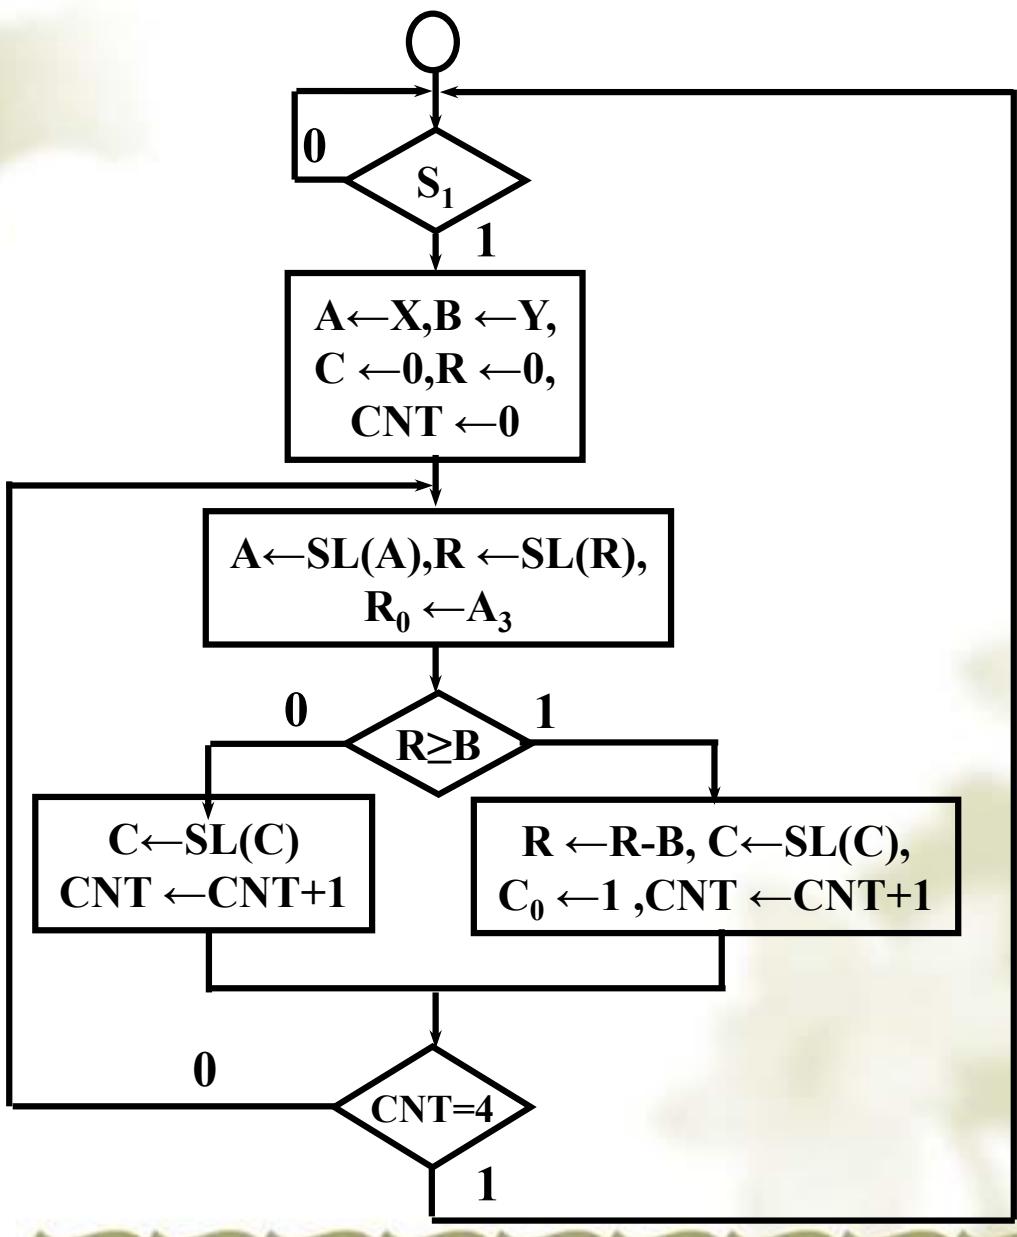 0
S₁
1
A←X,B ←Y,
C ←0,R ←0,
CNT ←0
A←SL(A),R ←SL(R),
R₀ ←A₃
0
1
R≥B
C←SL(C)
CNT ←CNT+1
R ←R-B, C←SL(C),
C₀ ←1 ,CNT ←CNT+1
0
CNT=4
1